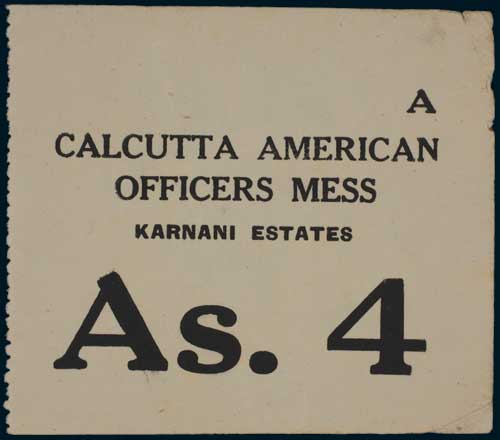 A
CALCUTTA AMERICAN
OFFICERS MESS
KARNANI ESTATES
As. 4